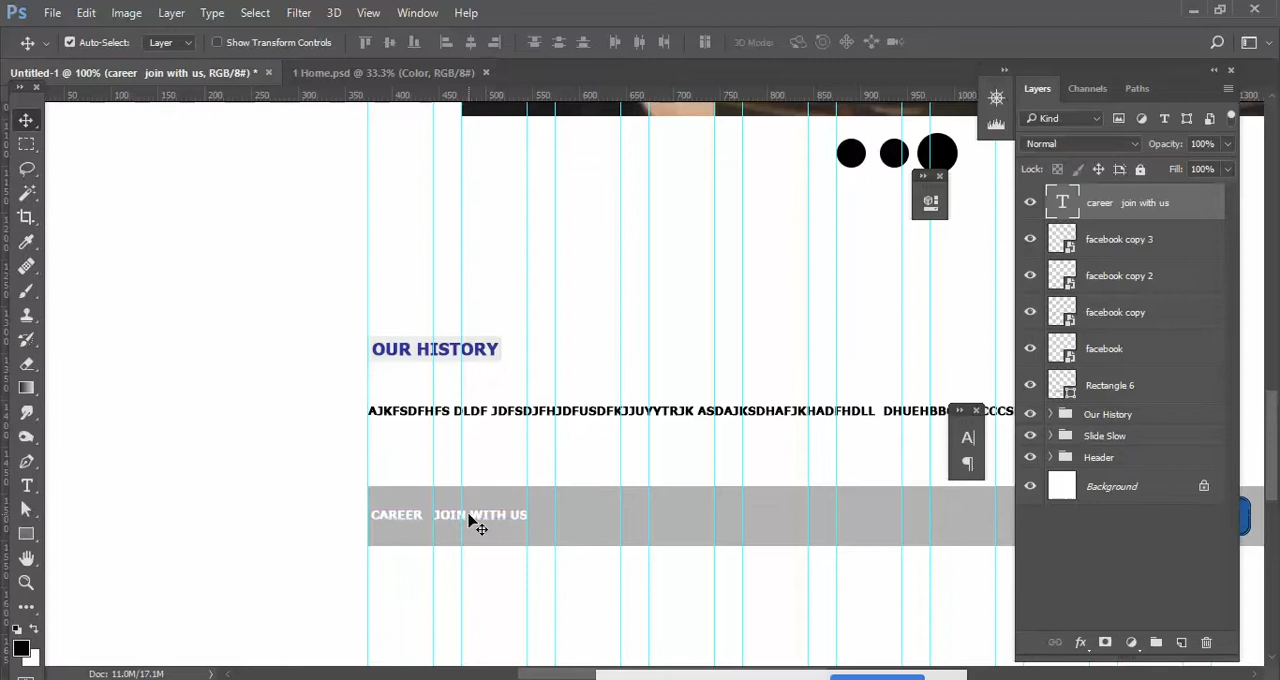 Ps File Edit Image Layer Type Select Filter 3D View Window Help
Auto-Select: Layer Show Transform Controls 3D Mode:
Untitled-1 @ 100% (career join with us, RGB/8#) * × 1 Home.psd @ 33.3% (Color, RGB/8#) ×
50 100 150 200 250 300 350 400 450 500 550 600 650 700 750 800 850 900 950 1000 1300
Layers Channels Paths
Kind
Normal Opacity: 100%
Lock: Fill: 100%
T career join with us
facebook copy 3
facebook copy 2
facebook copy
facebook
Rectangle 6
Our History
Slide Slow
Header
Background
OUR HISTORY
AJKFSDFHFS DLDF JDFSDJFHJDFUSDFKJJUVYTRJK ASDAJKSDHAFJKHADFHDLL
CAREER JOIN WITH US
Doc: 11.0M/17.1M